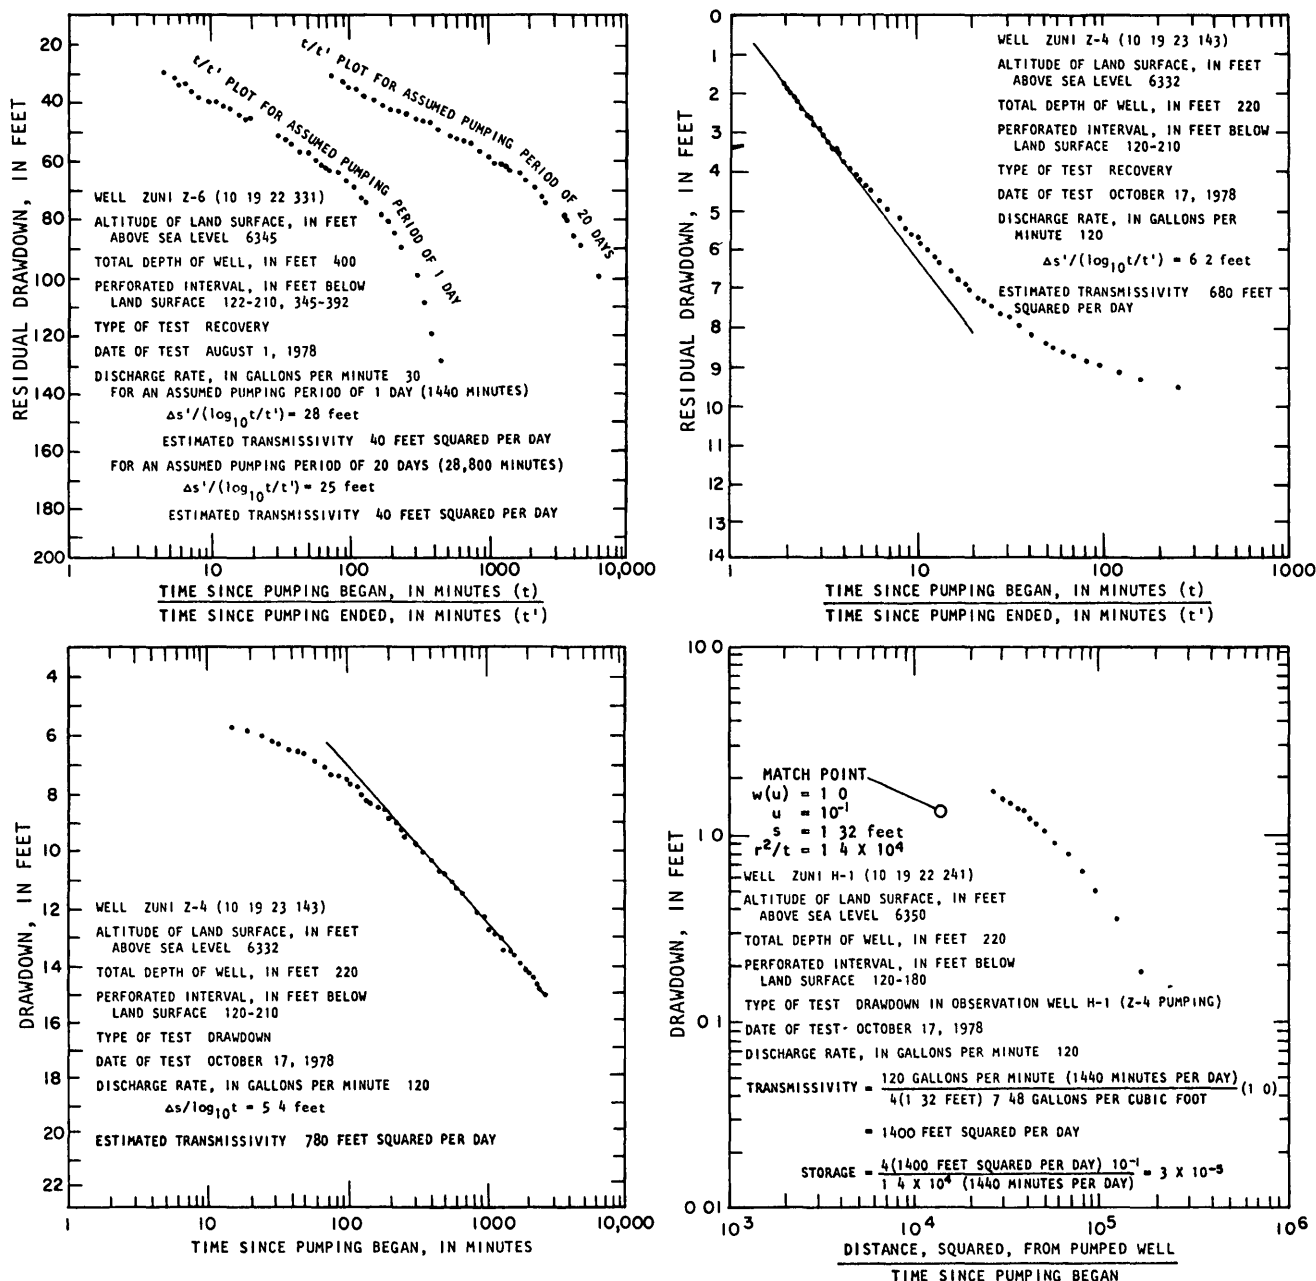 20
40
60
80
100
120
140
160
180
200
RESIDUAL DRAWDOWN, IN FEET
t/t' PLOT FOR ASSUMED PUMPING PERIOD OF 1 DAY
t/t' PLOT FOR ASSUMED PUMPING PERIOD OF 20 DAYS
WELL ZUNI Z-6 (10 19 22 331)
ALTITUDE OF LAND SURFACE, IN FEET
ABOVE SEA LEVEL 6345
TOTAL DEPTH OF WELL, IN FEET 400
PERFORATED INTERVAL, IN FEET BELOW
LAND SURFACE 122-210, 345-392
TYPE OF TEST RECOVERY
DATE OF TEST AUGUST 1, 1978
DISCHARGE RATE, IN GALLONS PER MINUTE 30
FOR AN ASSUMED PUMPING PERIOD OF 1 DAY (1440 MINUTES)
Δs'/(log10t/t') = 28 feet
ESTIMATED TRANSMISSIVITY 40 FEET SQUARED PER DAY
FOR AN ASSUMED PUMPING PERIOD OF 20 DAYS (28,800 MINUTES)
Δs'/(log10t/t') = 25 feet
ESTIMATED TRANSMISSIVITY 40 FEET SQUARED PER DAY
1 10 100 1000 10,000
TIME SINCE PUMPING BEGAN, IN MINUTES (t)
TIME SINCE PUMPING ENDED, IN MINUTES (t')
0
1
2
3
4
5
6
7
8
9
10
11
12
13
14
RESIDUAL DRAWDOWN, IN FEET
WELL ZUNI Z-4 (10 19 23 143)
ALTITUDE OF LAND SURFACE, IN FEET
ABOVE SEA LEVEL 6332
TOTAL DEPTH OF WELL, IN FEET 220
PERFORATED INTERVAL, IN FEET BELOW
LAND SURFACE 120-210
TYPE OF TEST RECOVERY
DATE OF TEST OCTOBER 17, 1978
DISCHARGE RATE, IN GALLONS PER
MINUTE 120
Δs'/(log10t/t') = 6 2 feet
ESTIMATED TRANSMISSIVITY 680 FEET
SQUARED PER DAY
1 10 100 1000
TIME SINCE PUMPING BEGAN, IN MINUTES (t)
TIME SINCE PUMPING ENDED, IN MINUTES (t')
4
6
8
10
12
14
16
18
20
22
DRAWDOWN, IN FEET
WELL ZUNI Z-4 (10 19 23 143)
ALTITUDE OF LAND SURFACE, IN FEET
ABOVE SEA LEVEL 6332
TOTAL DEPTH OF WELL, IN FEET 220
PERFORATED INTERVAL, IN FEET BELOW
LAND SURFACE 120-210
TYPE OF TEST DRAWDOWN
DATE OF TEST OCTOBER 17, 1978
DISCHARGE RATE, IN GALLONS PER MINUTE 120
Δs/log10t = 5 4 feet
ESTIMATED TRANSMISSIVITY 780 FEET SQUARED PER DAY
1 10 100 1000 10,000
TIME SINCE PUMPING BEGAN, IN MINUTES
10 0
1 0
0 1
0 01
DRAWDOWN, IN FEET
MATCH POINT
w(u) = 1 0
u = 10⁻¹
s = 1 32 feet
r²/t = 1 4 X 10⁴
WELL ZUNI H-1 (10 19 22 241)
ALTITUDE OF LAND SURFACE, IN FEET
ABOVE SEA LEVEL 6350
TOTAL DEPTH OF WELL, IN FEET 220
PERFORATED INTERVAL, IN FEET BELOW
LAND SURFACE 120-180
TYPE OF TEST DRAWDOWN IN OBSERVATION WELL H-1 (Z-4 PUMPING)
DATE OF TEST- OCTOBER 17, 1978
DISCHARGE RATE, IN GALLONS PER MINUTE 120
TRANSMISSIVITY = 120 GALLONS PER MINUTE (1440 MINUTES PER DAY) (1 0)
4(1 32 FEET) 7 48 GALLONS PER CUBIC FOOT
= 1400 FEET SQUARED PER DAY
STORAGE = 4(1400 FEET SQUARED PER DAY) 10⁻¹ = 3 X 10⁻⁵
1 4 X 10⁴ (1440 MINUTES PER DAY)
10³ 10⁴ 10⁵ 10⁶
DISTANCE, SQUARED, FROM PUMPED WELL
TIME SINCE PUMPING BEGAN